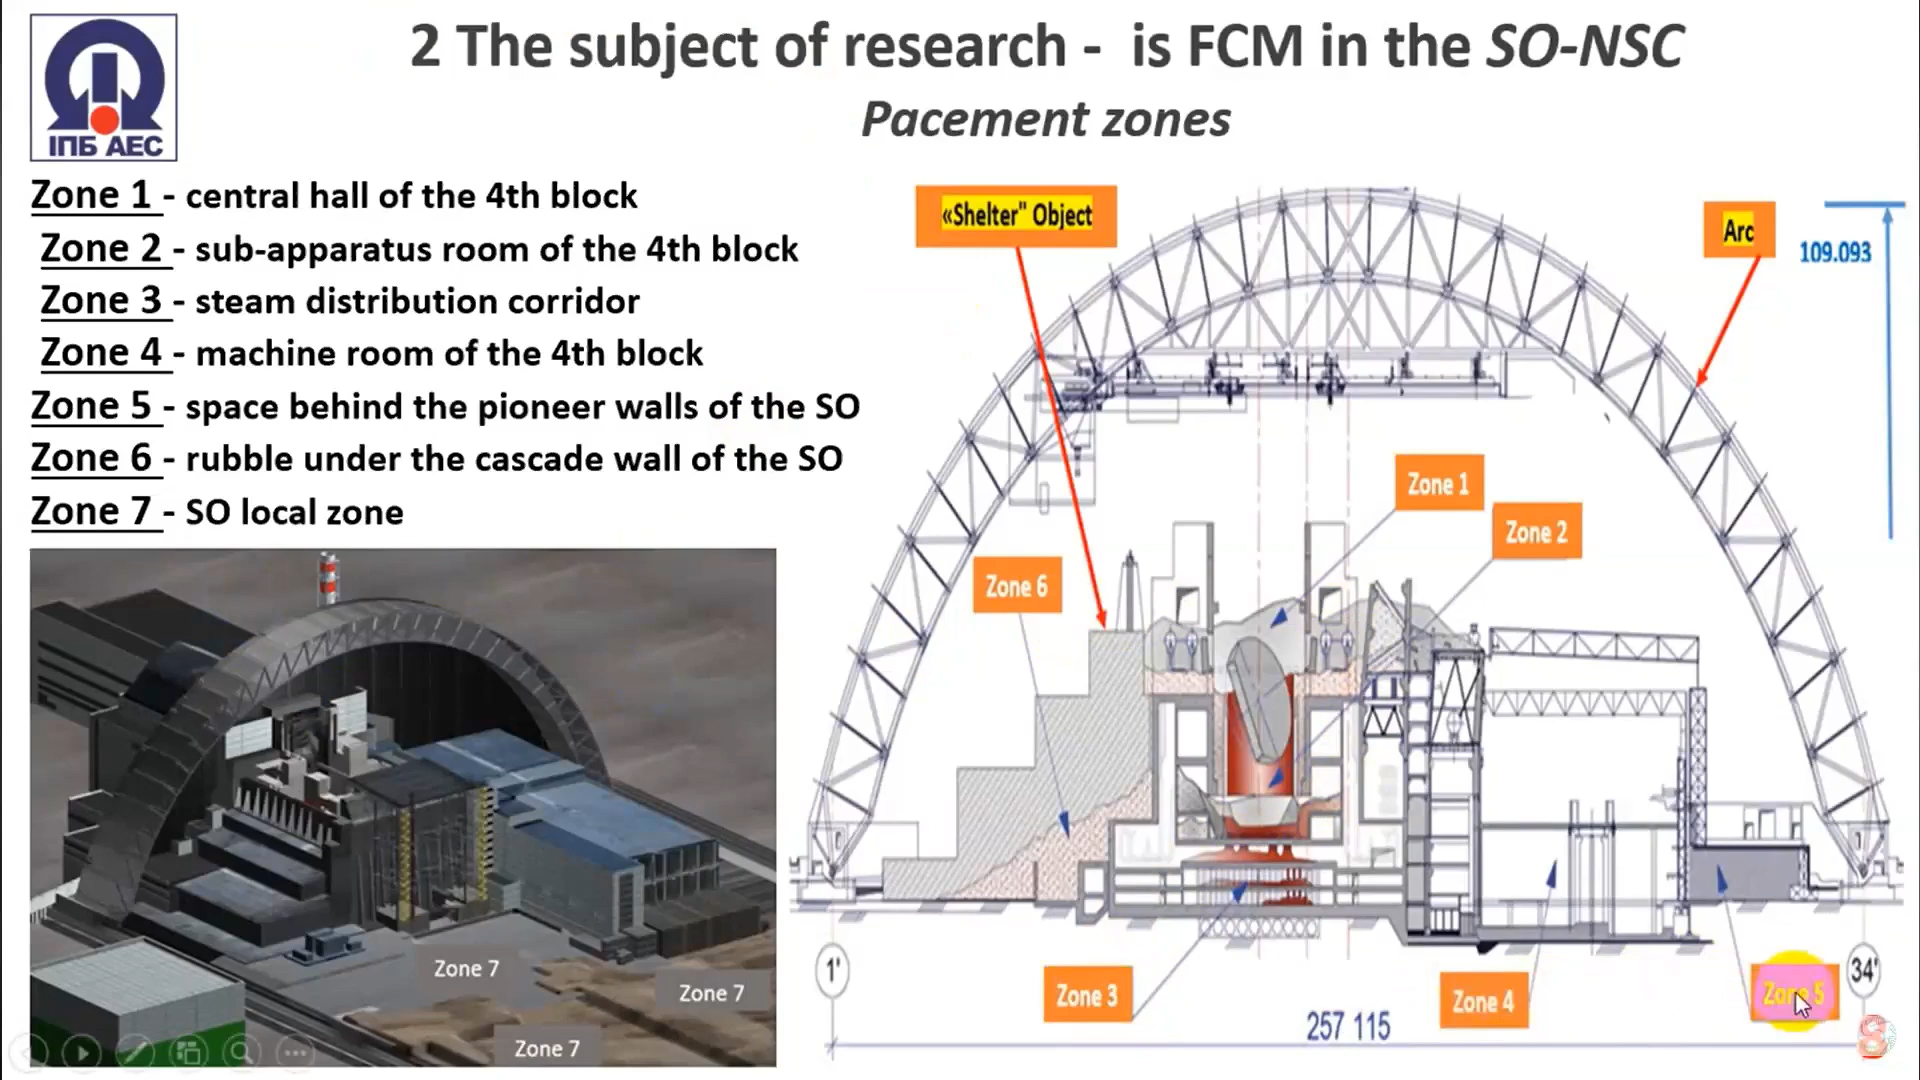 ІПБ АЕС
2 The subject of research - is FCM in the SO-NSC
Pacement zones
Zone 1 - central hall of the 4th block
Zone 2 - sub-apparatus room of the 4th block
Zone 3 - steam distribution corridor
Zone 4 - machine room of the 4th block
Zone 5 - space behind the pioneer walls of the SO
Zone 6 - rubble under the cascade wall of the SO
Zone 7 - SO local zone
Zone 7
Zone 7
Zone 7
«Shelter" Object
Arc
109.093
Zone 1
Zone 2
Zone 6
Zone 3
Zone 4
Zone 5
1'
34'
257 115